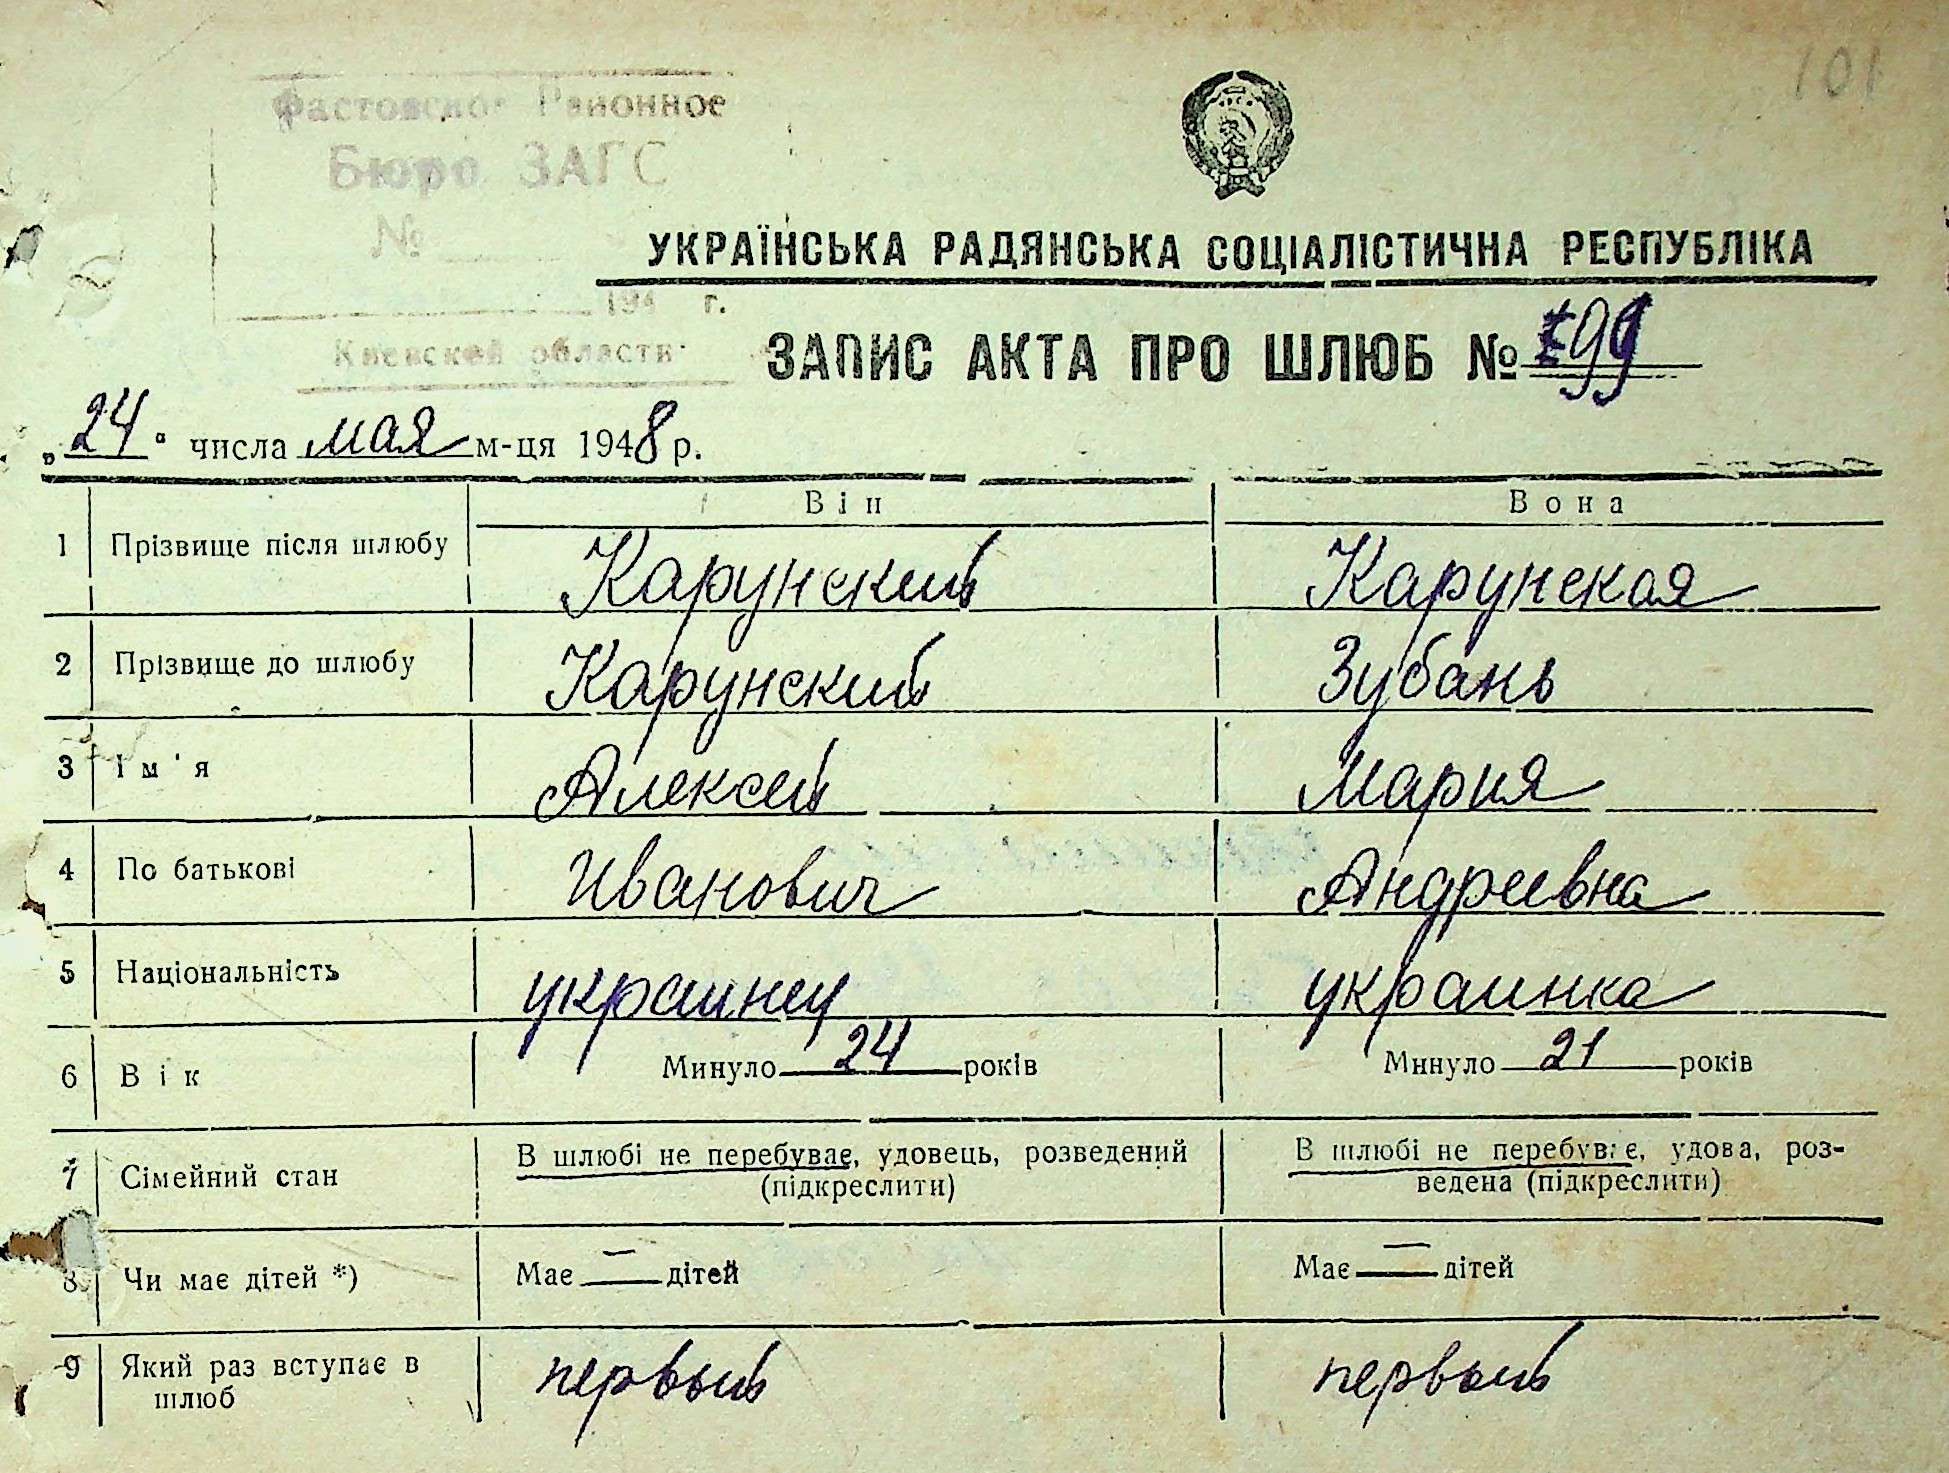 101
Фастовское Районное
Бюро ЗАГС
№
194 г.
Киевской области
УКРАЇНСЬКА РАДЯНСЬКА СОЦІАЛІСТИЧНА РЕСПУБЛІКА
ЗАПИС АКТА ПРО ШЛЮБ № 99
„24" числа мая м-ця 1948 р.
Він Вона
1 Прізвище після шлюбу Карунский Карунская
2 Прізвище до шлюбу Карунский Зубань
3 Ім'я Алексей Мария
4 По батькові Иванович Андреевна
5 Національність украинец украинка
6 Вік Минуло 24 років Минуло 21 років
7 Сімейний стан В шлюбі не перебуває, удовець, розведений В шлюбі не перебуває, удова, роз-
(підкреслити) ведена (підкреслити)
8 Чи має дітей *) Має — дітей Має — дітей
9 Який раз вступає в первый первый
шлюб